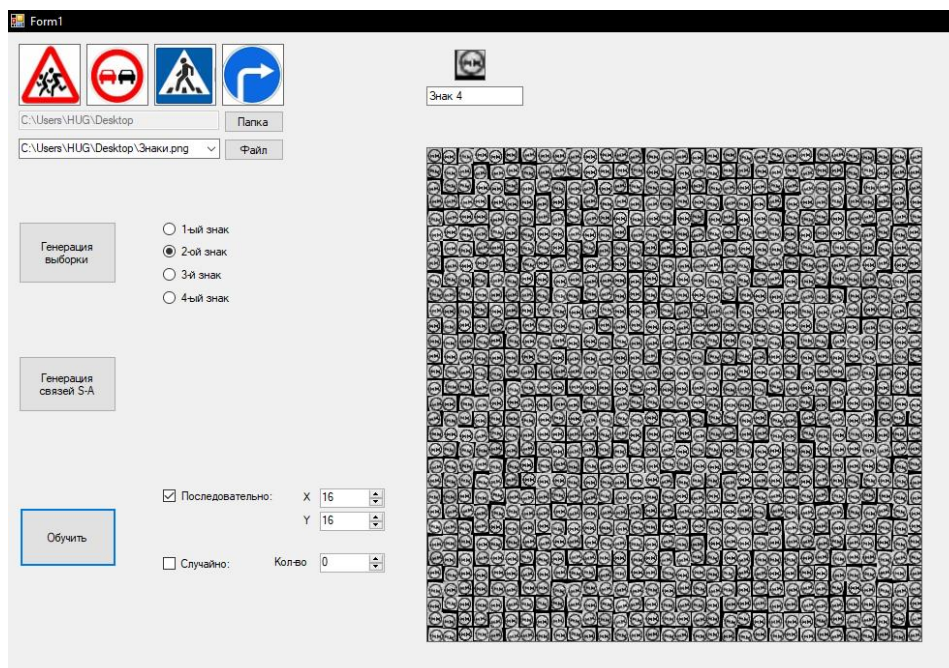 Form1
Знак 4
C:\Users\HUG\Desktop
Папка
C:\Users\HUG\Desktop\Знаки.png
Файл
Генерация
выборки
1-ый знак
2-ой знак
3-й знак
4-ый знак
Генерация
связей S-A
Последовательно: X 16
Y 16
Обучить
Случайно: Кол-во 0